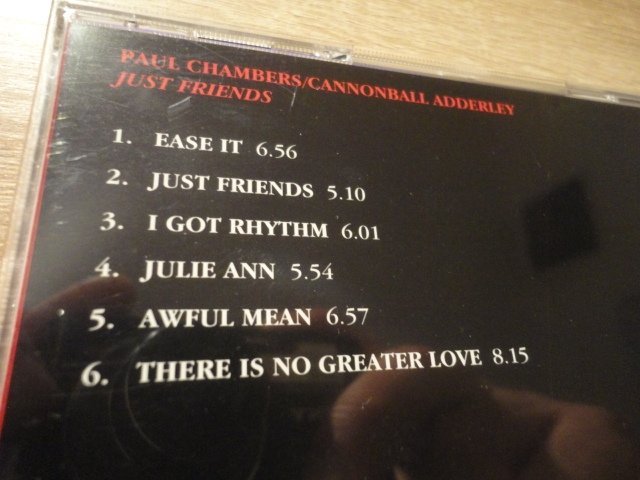 PAUL CHAMBERS/CANNONBALL ADDERLEY
JUST FRIENDS
1. EASE IT 6.56
2. JUST FRIENDS 5.10
3. I GOT RHYTHM 6.01
4. JULIE ANN 5.54
5. AWFUL MEAN 6.57
6. THERE IS NO GREATER LOVE 8.15